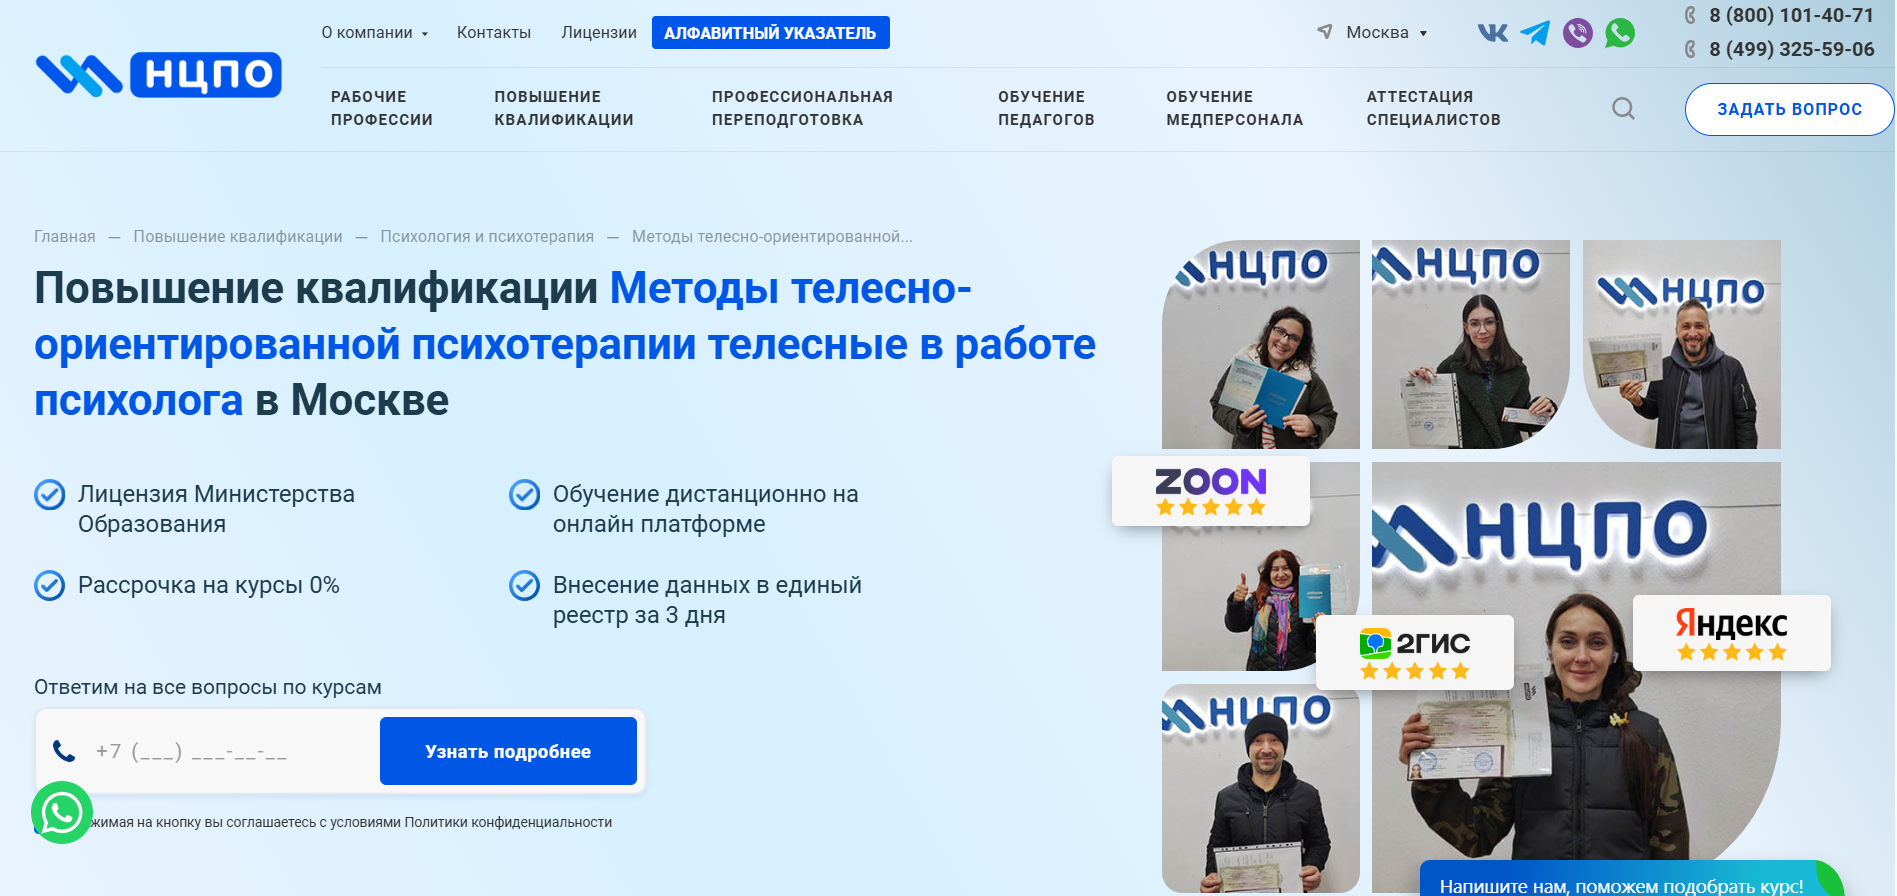 О компании
Контакты
Лицензии
АЛФАВИТНЫЙ УКАЗАТЕЛЬ
Москва
8 (800) 101-40-71
8 (499) 325-59-06
НЦПО
РАБОЧИЕ
ПРОФЕССИИ
ПОВЫШЕНИЕ
КВАЛИФИКАЦИИ
ПРОФЕССИОНАЛЬНАЯ
ПЕРЕПОДГОТОВКА
ОБУЧЕНИЕ
ПЕДАГОГОВ
ОБУЧЕНИЕ
МЕДПЕРСОНАЛА
АТТЕСТАЦИЯ
СПЕЦИАЛИСТОВ
ЗАДАТЬ ВОПРОС
Главная — Повышение квалификации — Психология и психотерапия — Методы телесно-ориентированной...
Повышение квалификации Методы телесно-
ориентированной психотерапии телесные в работе
психолога в Москве
Лицензия Министерства
Образования
Обучение дистанционно на
онлайн платформе
Рассрочка на курсы 0%
Внесение данных в единый
реестр за 3 дня
Ответим на все вопросы по курсам
+7 (___) ___-__-__
Узнать подробнее
жимая на кнопку вы соглашаетесь с условиями Политики конфиденциальности
НЦПО
НЦПО
НЦПО
ZOON
НЦПО
2ГИС
Яндекс
НЦПО
Напишите нам, поможем подобрать курс!